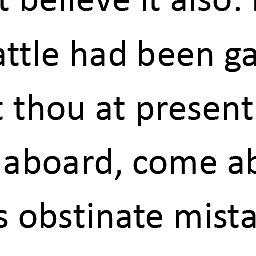 believe it also.
attle had been ga
thou at present
aboard, come ab
s obstinate mista